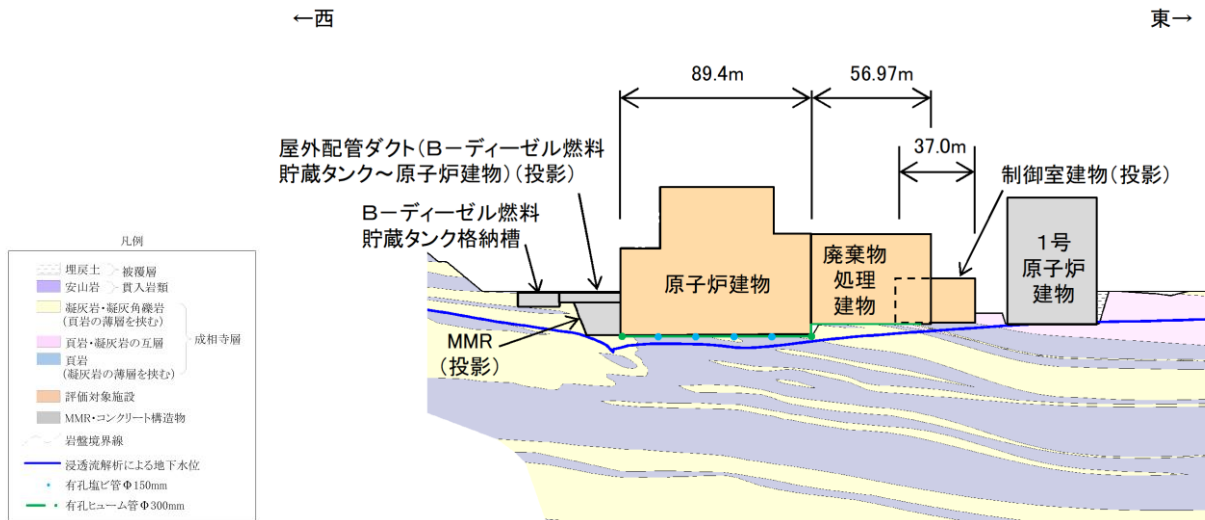 ←西
東→
89.4m
56.97m
37.0m
屋外配管ダクト(B－ディーゼル燃料
貯蔵タンク～原子炉建物)(投影)
制御室建物(投影)
B－ディーゼル燃料
貯蔵タンク格納槽
原子炉建物
廃棄物
処理
建物
1号
原子炉
建物
MMR
(投影)
凡例
埋戻土
被覆層
安山岩
貫入岩類
凝灰岩・凝灰角礫岩
(頁岩の薄層を挟む)
頁岩・凝灰岩の互層
成相寺層
頁岩
(凝灰岩の薄層を挟む)
評価対象施設
MMR・コンクリート構造物
岩盤境界線
浸透流解析による地下水位
有孔塩ビ管Φ150mm
有孔ヒューム管Φ300mm